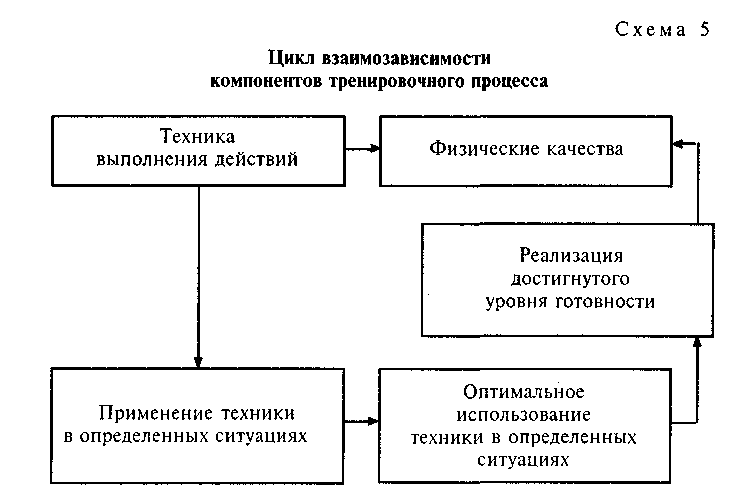 Схема 5
Цикл взаимозависимости
компонентов тренировочного процесса
Техника
выполнения действий
Физические качества
Реализация
достигнутого
уровня готовности
Применение техники
в определенных ситуациях
Оптимальное
использование
техники в определенных
ситуациях